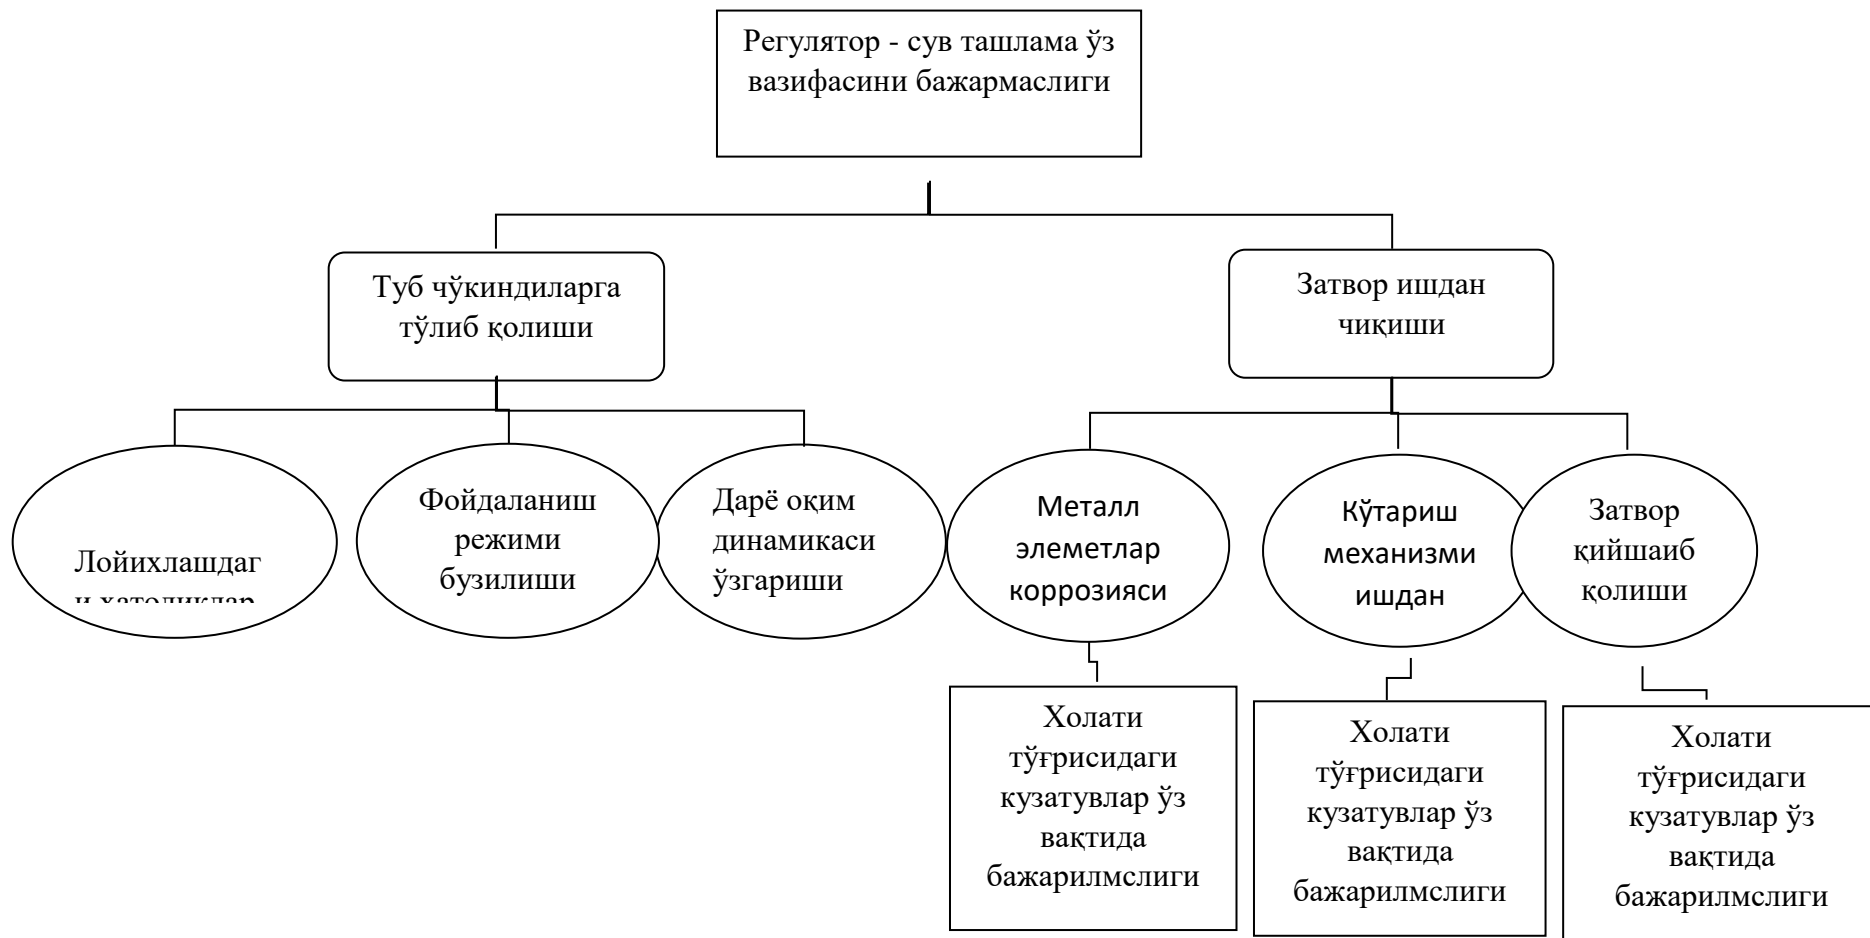 Регулятор - сув ташлама ўз
вазифасини бажармаслиги
Туб чўкиндиларга
тўлиб қолиши
Затвор ишдан
чиқиши
Лойихлашдаг
и хатоликлар
Фойдаланиш
режими
бузилиши
Дарё оқим
динамикаси
ўзгариши
Металл
элеметлар
коррозияси
Кўтариш
механизми
ишдан
Затвор
қийшаиб
қолиши
Холати
тўғрисидаги
кузатувлар ўз
вақтида
бажарилмслиги
Холати
тўғрисидаги
кузатувлар ўз
вақтида
бажарилмслиги
Холати
тўғрисидаги
кузатувлар ўз
вақтида
бажарилмслиги